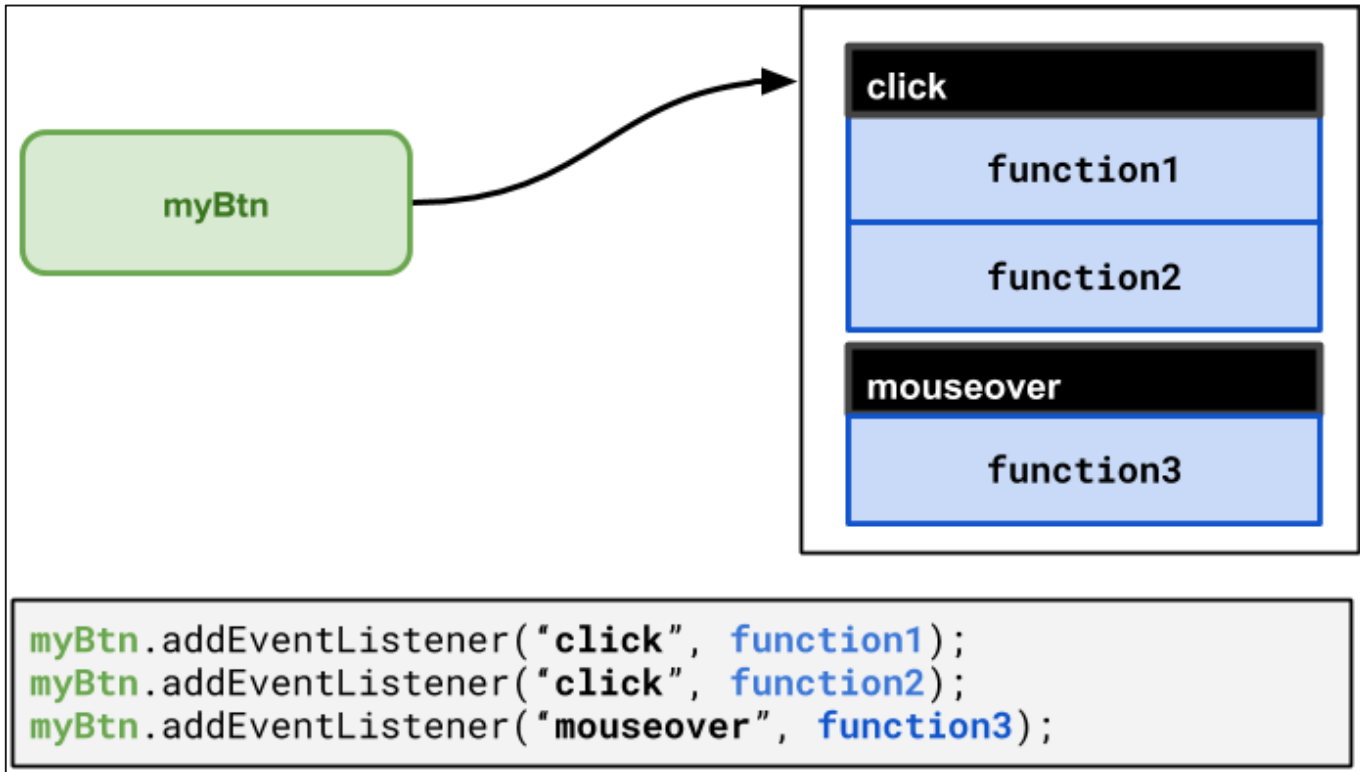 click
function1
myBtn
function2
mouseover
function3
myBtn.addEventListener(“click”, function1);
myBtn.addEventListener(“click”, function2);
myBtn.addEventListener(“mouseover”, function3);